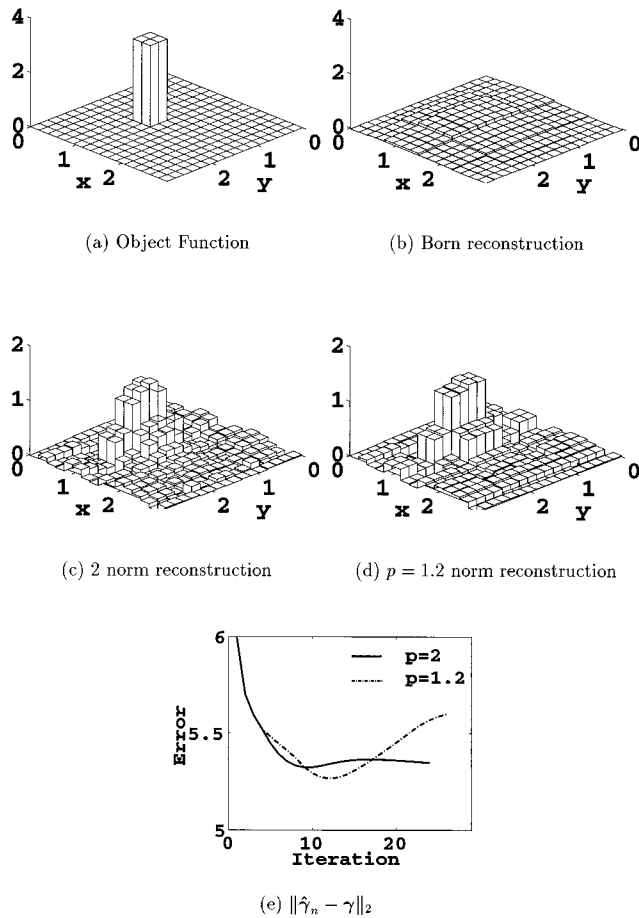 4
2
0
0
1
x 2
2
y
1
0
(a) Object Function
4
2
0
0
1
x 2
2
y
1
0
(b) Born reconstruction
2
1
0
0
1
x 2
2
y
1
0
(c) 2 norm reconstruction
2
1
0
0
1
x 2
2
y
1
0
(d) p = 1.2 norm reconstruction
6
5.5
5
Error
p=2
p=1.2
0 10 20
Iteration
(e) ‖γ̂ₙ − γ‖₂